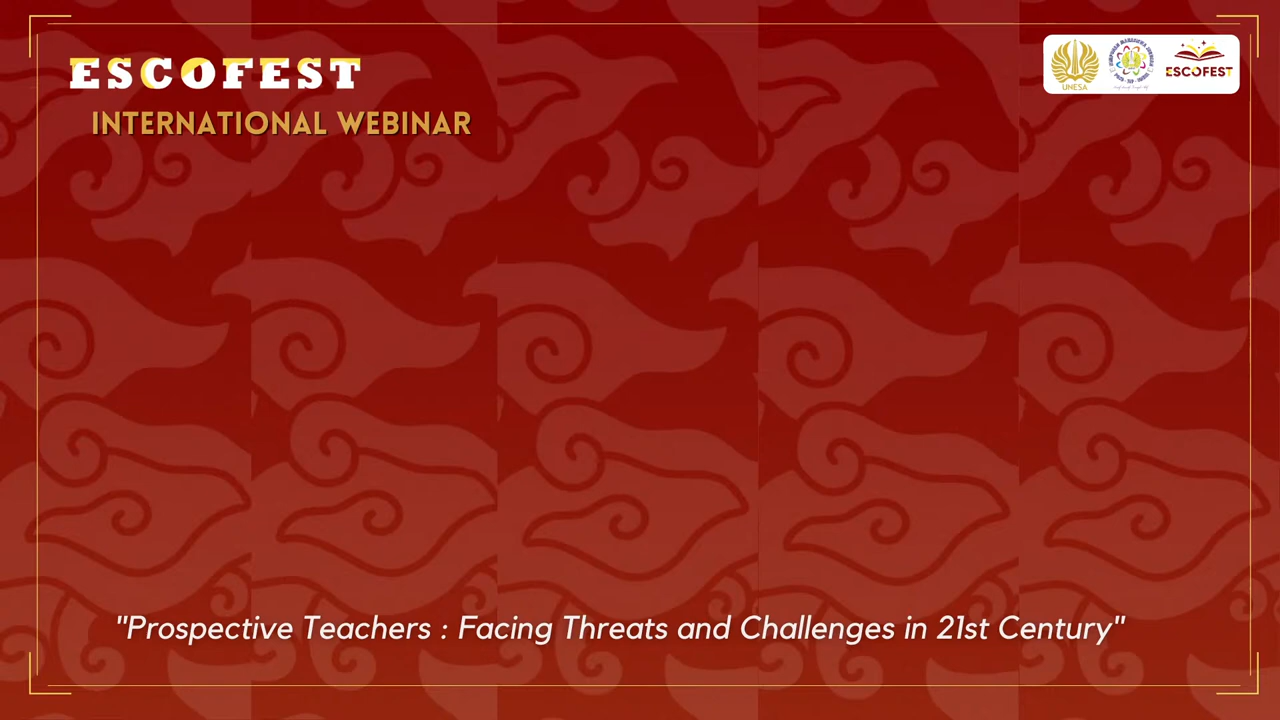 ESCOFEST
INTERNATIONAL WEBINAR
UNESA
ESCOFEST
"Prospective Teachers : Facing Threats and Challenges in 21st Century"